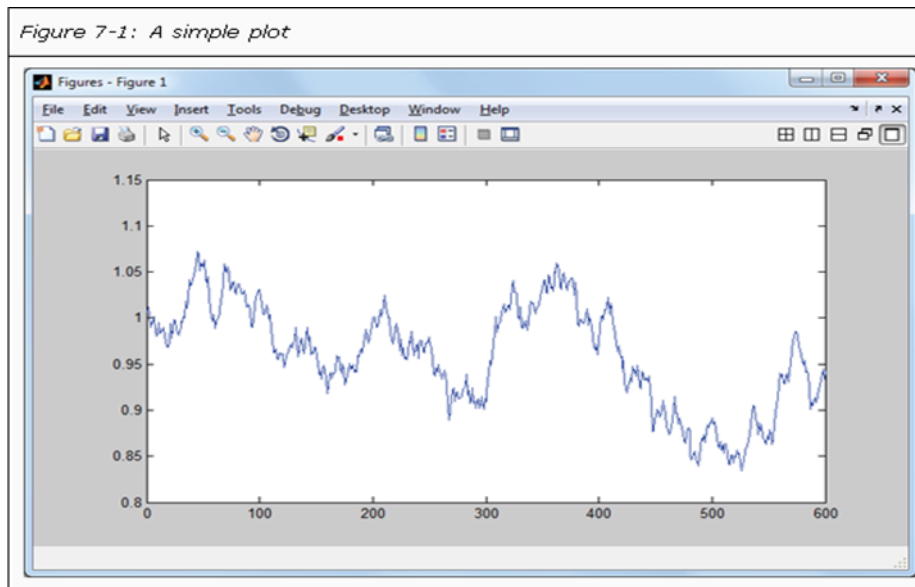 Figure 7-1: A simple plot
Figures - Figure 1
File Edit View Insert Tools Debug Desktop Window Help
1.15
1.1
1.05
1
0.95
0.9
0.85
0.8
0 100 200 300 400 500 600